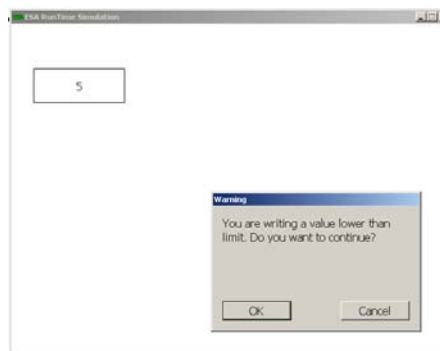 ESA RunTime Simulation
5
Warning
You are writing a value lower than
limit. Do you want to continue?
OK
Cancel